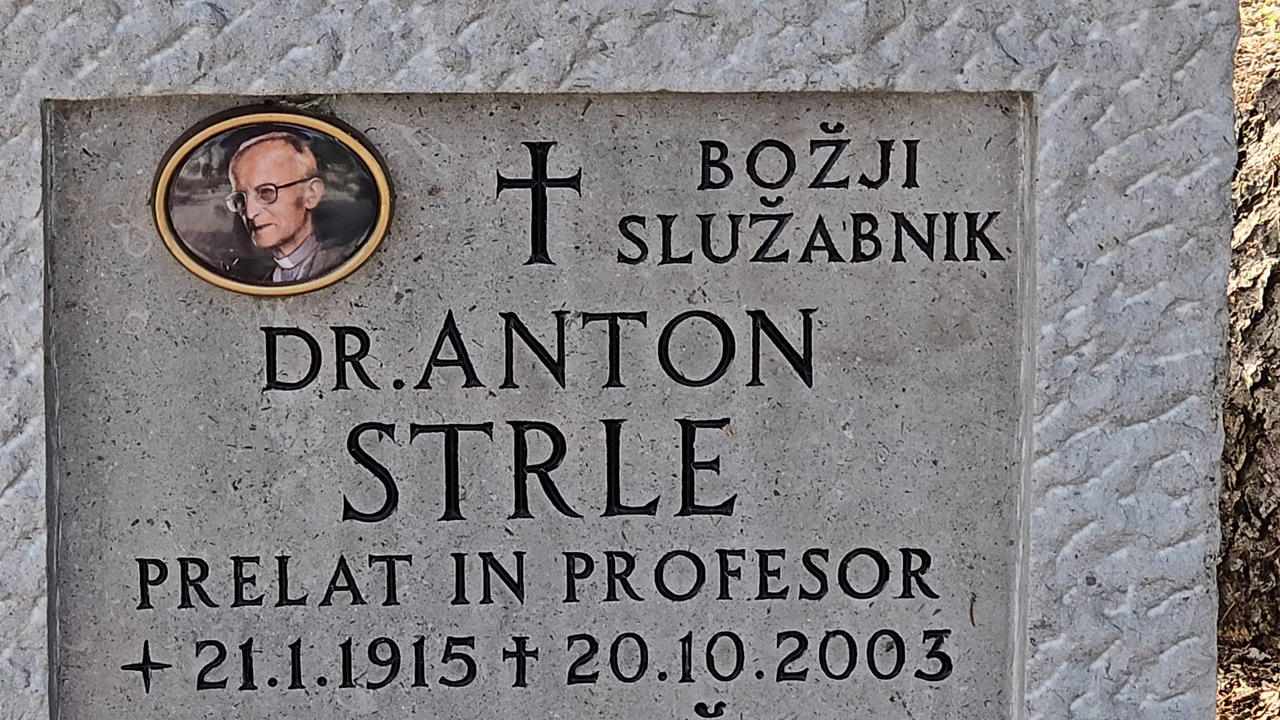 BOŽJI
SLUŽABNIK
DR. ANTON
STRLE
PRELAT IN PROFESOR
21.1.1915 † 20.10.2003